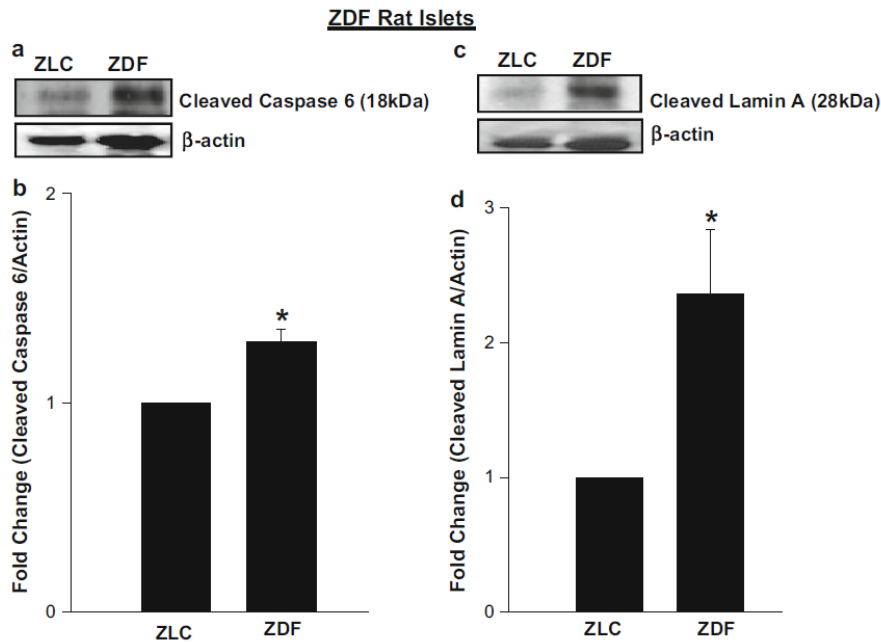 ZDF Rat Islets
a
ZLC ZDF
Cleaved Caspase 6 (18kDa)
β-actin
b
Fold Change (Cleaved Caspase 6/Actin)
2
1
0
ZLC ZDF
*
c
ZLC ZDF
Cleaved Lamin A (28kDa)
β-actin
d
Fold Change (Cleaved Lamin A/Actin)
3
2
1
0
ZLC ZDF
*